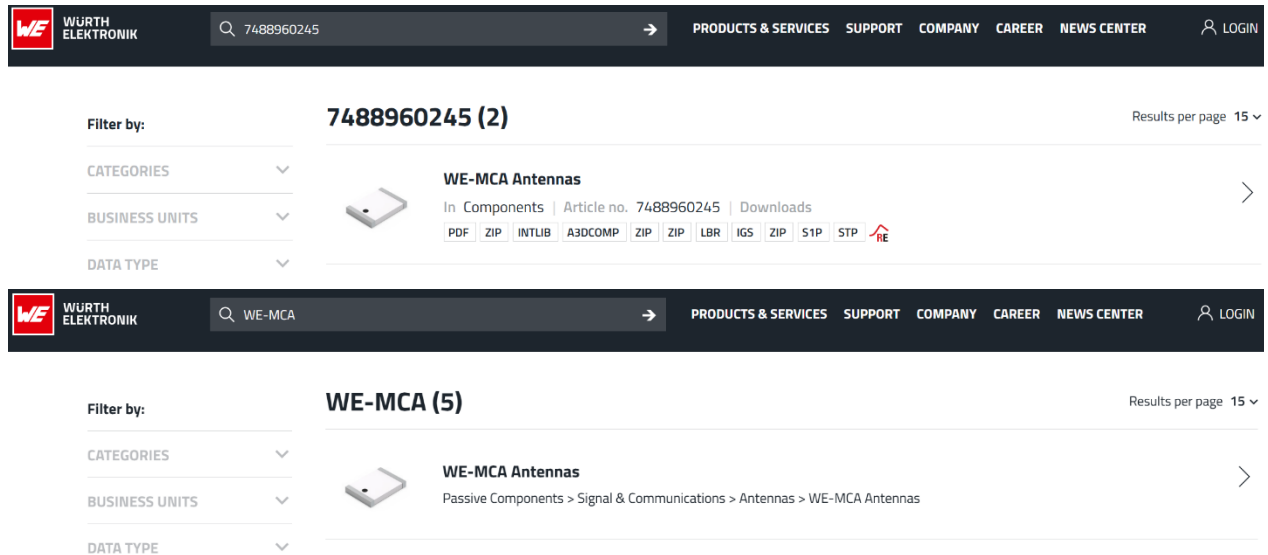 WE WÜRTH ELEKTRONIK 7488960245 PRODUCTS & SERVICES SUPPORT COMPANY CAREER NEWS CENTER LOGIN
Filter by:
CATEGORIES
BUSINESS UNITS
DATA TYPE
7488960245 (2)
Results per page 15
WE-MCA Antennas
In Components | Article no. 7488960245 | Downloads
PDF ZIP INTLIB A3DCOMP ZIP ZIP LBR IGS ZIP S1P STP RE
WE WÜRTH ELEKTRONIK WE-MCA PRODUCTS & SERVICES SUPPORT COMPANY CAREER NEWS CENTER LOGIN
Filter by:
CATEGORIES
BUSINESS UNITS
DATA TYPE
WE-MCA (5)
Results per page 15
WE-MCA Antennas
Passive Components > Signal & Communications > Antennas > WE-MCA Antennas